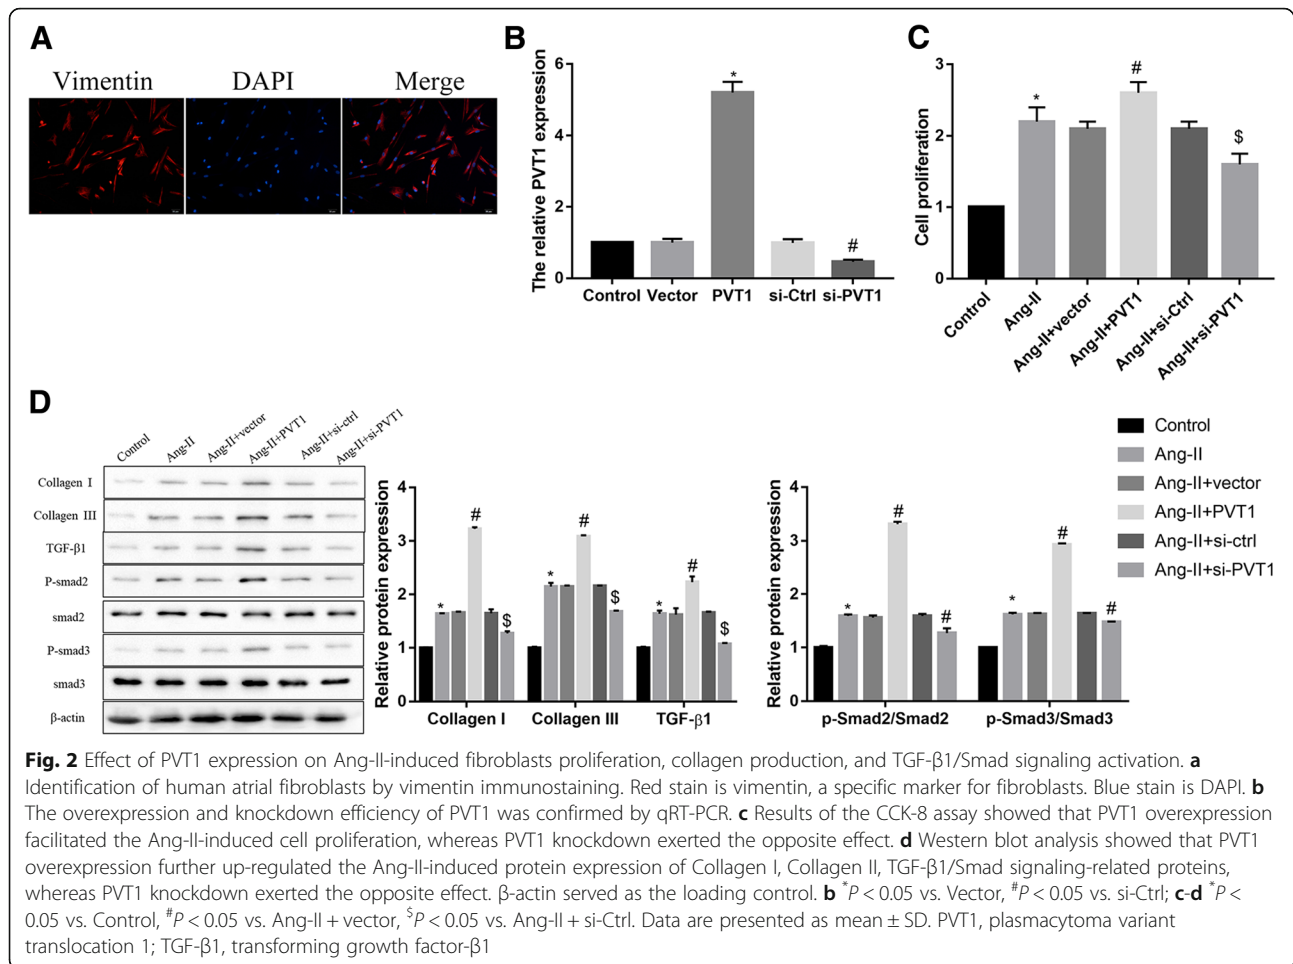 A
Vimentin DAPI Merge
B
The relative PVT1 expression
6
4
2
0
*
#
Control Vector PVT1 si-Ctrl si-PVT1
C
Cell proliferation
3
2
1
0
*
#
$
Control
Ang-II
Ang-II+vector
Ang-II+PVT1
Ang-II+si-Ctrl
Ang-II+si-PVT1
D
Control
Ang-II
Ang-II+vector
Ang-II+PVT1
Ang-II+si-ctrl
Ang-II+si-PVT1
Collagen I
Collagen III
TGF-β1
P-smad2
smad2
P-smad3
smad3
β-actin
Relative protein expression
4
3
2
1
0
* # $
* # $
* # $
Collagen I Collagen III TGF-β1
Relative protein expression
4
3
2
1
0
* # #
* # #
p-Smad2/Smad2 p-Smad3/Smad3
Control
Ang-II
Ang-II+vector
Ang-II+PVT1
Ang-II+si-ctrl
Ang-II+si-PVT1
Fig. 2 Effect of PVT1 expression on Ang-II-induced fibroblasts proliferation, collagen production, and TGF-β1/Smad signaling activation. a
Identification of human atrial fibroblasts by vimentin immunostaining. Red stain is vimentin, a specific marker for fibroblasts. Blue stain is DAPI. b
The overexpression and knockdown efficiency of PVT1 was confirmed by qRT-PCR. c Results of the CCK-8 assay showed that PVT1 overexpression
facilitated the Ang-II-induced cell proliferation, whereas PVT1 knockdown exerted the opposite effect. d Western blot analysis showed that PVT1
overexpression further up-regulated the Ang-II-induced protein expression of Collagen I, Collagen II, TGF-β1/Smad signaling-related proteins,
whereas PVT1 knockdown exerted the opposite effect. β-actin served as the loading control. b *P < 0.05 vs. Vector, #P < 0.05 vs. si-Ctrl; c-d *P <
0.05 vs. Control, #P < 0.05 vs. Ang-II + vector, $P < 0.05 vs. Ang-II + si-Ctrl. Data are presented as mean ± SD. PVT1, plasmacytoma variant
translocation 1; TGF-β1, transforming growth factor-β1